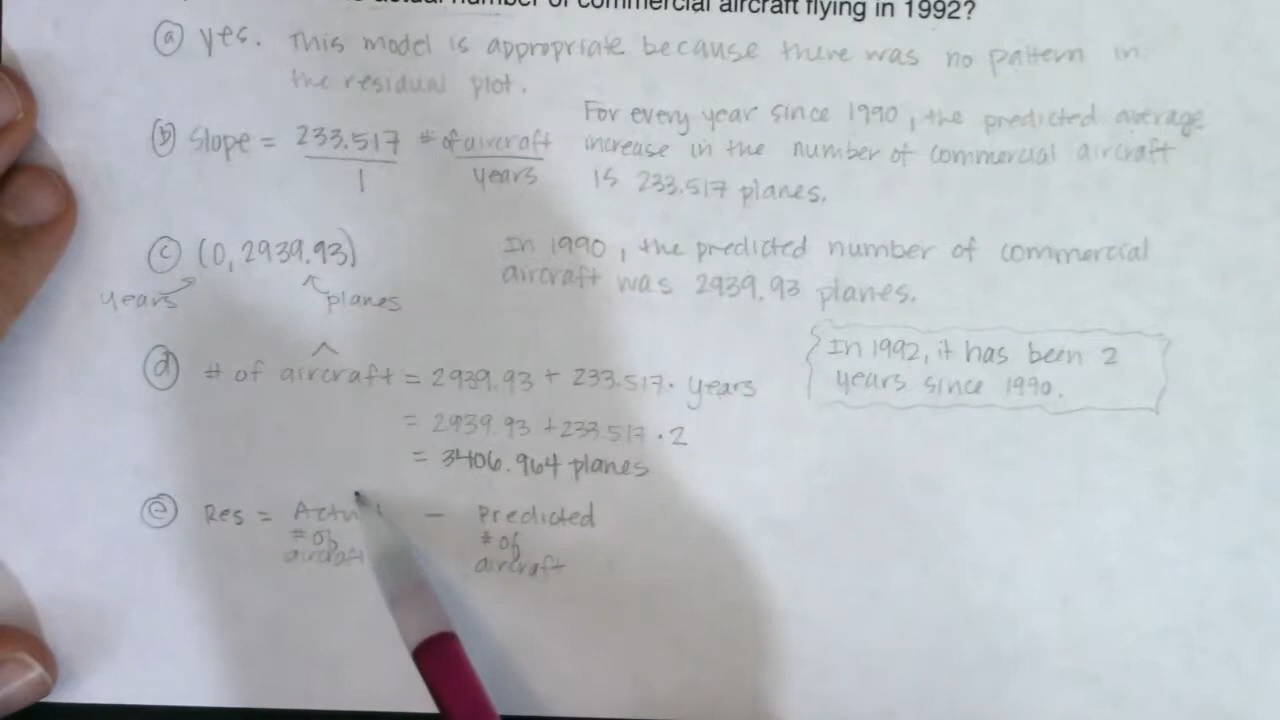 actual number of commercial aircraft flying in 1992?
(a) yes. This model is appropriate because there was no pattern in
the residual plot.
(b) Slope = 233.517 / 1 # of aircraft / years
For every year since 1990, the predicted average
increase in the number of commercial aircraft
is 233.517 planes.
(c) (0, 2939.93)
years planes
In 1990, the predicted number of commercial
aircraft was 2939.93 planes.
(d) # of aircraft^ = 2939.93 + 233.517 · years
= 2939.93 + 233.517 · 2
= 3406.964 planes
In 1992, it has been 2
years since 1990.
(e) Res = Actual − Predicted
# of # of
aircraft aircraft